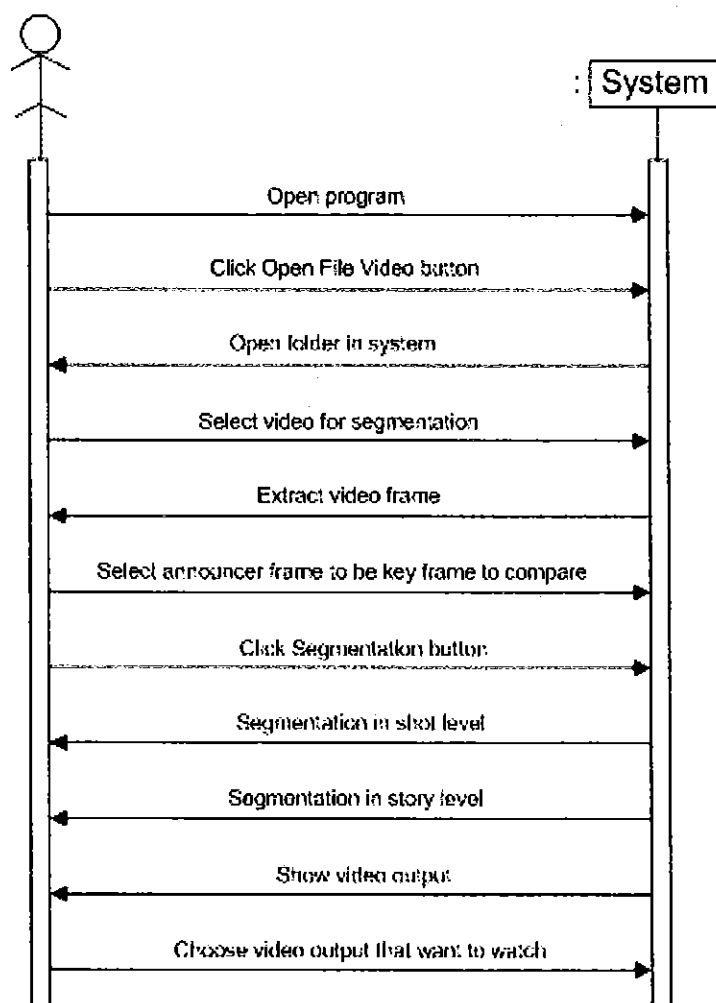 : System
Open program
Click Open File Video button
Open folder in system
Select video for segmentation
Extract video frame
Select announcer frame to be key frame to compare
Click Segmentation button
Segmentation in shot level
Segmentation in story level
Show video output
Choose video output that want to watch